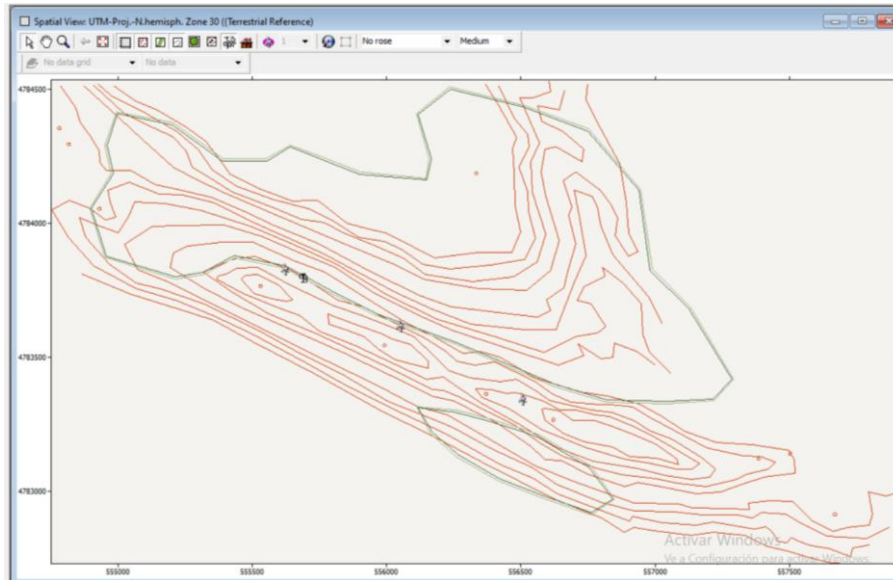 Spatial View: UTM-Proj.-N.hemisph. Zone 30 ((Terrestrial Reference)
1
No rose
Medium
No data grid
No data
4784500
4784000
4783500
4783000
Activar Windows
Ve a Configuración para activar Windows.
555000
555500
556000
556500
557000
557500